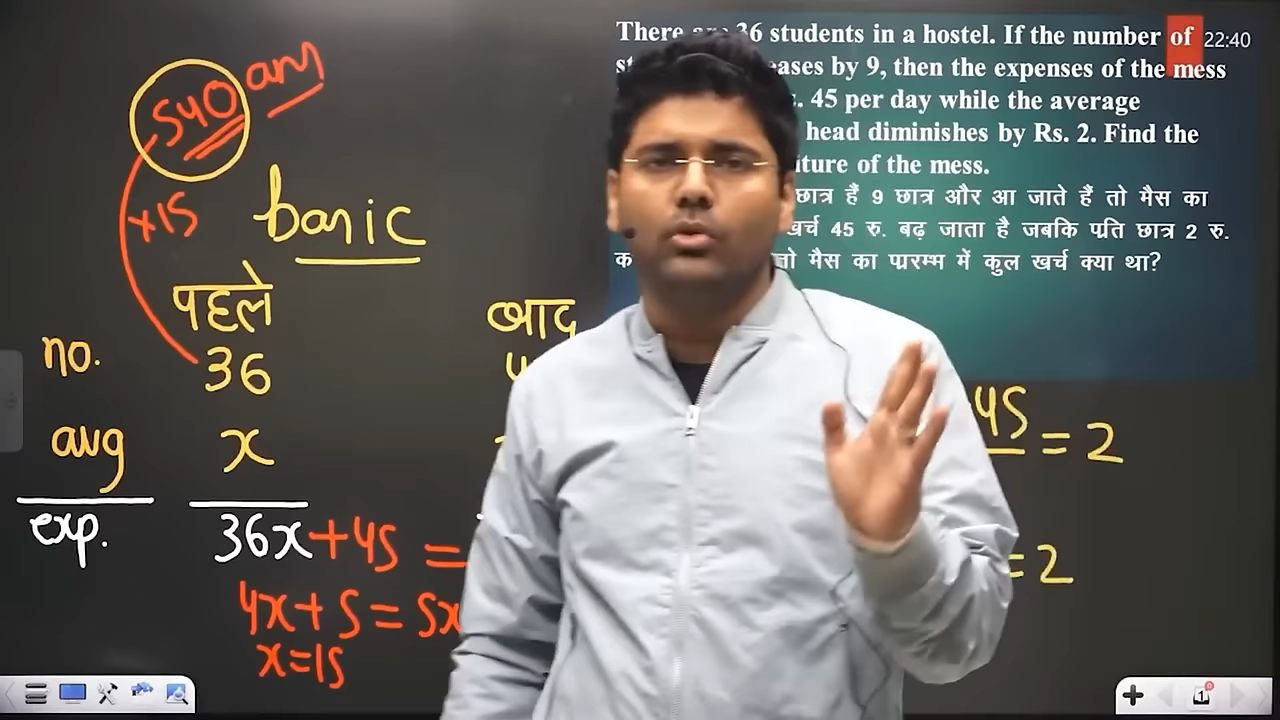 There 36 students in a hostel. If the number of
22:40
eases by 9, then the expenses of the mess
. 45 per day while the average
head diminishes by Rs. 2. Find the
iture of the mess.
छात्र हैं 9 छात्र और आ जाते हैं तो मैस का
खर्च 45 रु. बढ़ जाता है जबकि प्रति छात्र 2 रु.
तो मैस का प्रारम्भ में कुल खर्च क्या था?
540 ans
×15
basic
पहले
बाद
no.
36
avg
x
45 = 2
exp.
36x + 45 =
= 2
4x + 5 = 5x
x = 15